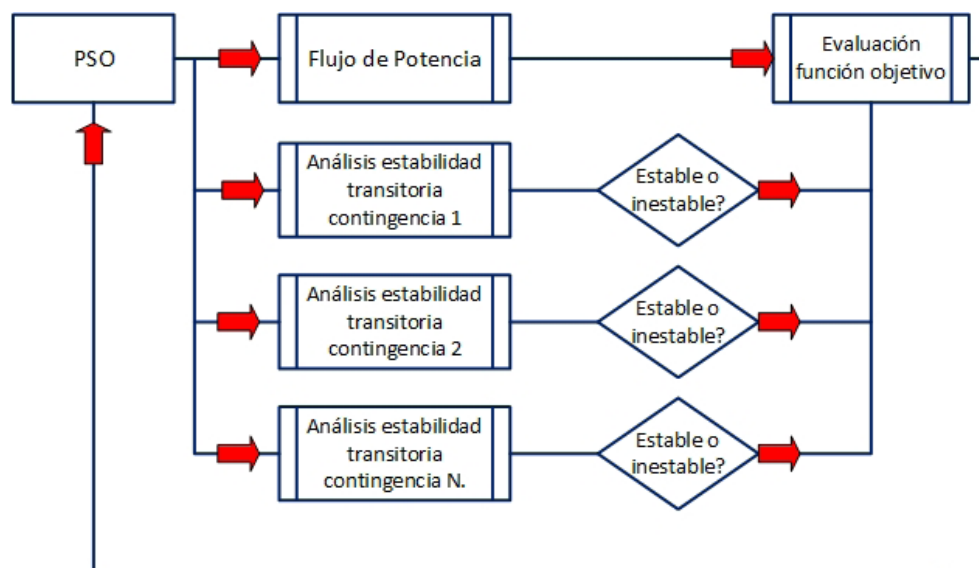 PSO
Flujo de Potencia
Evaluación
función objetivo
Análisis estabilidad
transitoria
contingencia 1
Estable o
inestable?
Análisis estabilidad
transitoria
contingencia 2
Estable o
inestable?
Análisis estabilidad
transitoria
contingencia N.
Estable o
inestable?